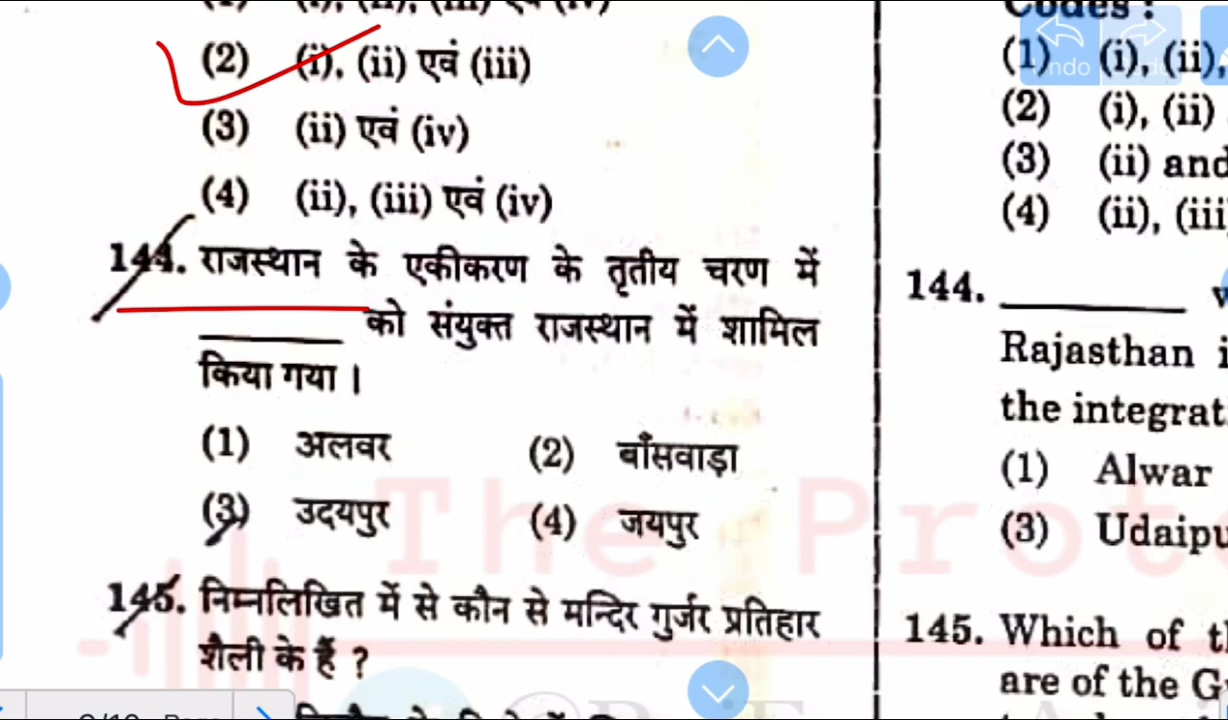 (2) (i), (ii) एवं (iii)
(3) (ii) एवं (iv)
(4) (ii), (iii) एवं (iv)
144. राजस्थान के एकीकरण के तृतीय चरण में
________ को संयुक्त राजस्थान में शामिल
किया गया ।
(1) अलवर (2) बाँसवाड़ा
(3) उदयपुर (4) जयपुर
145. निम्नलिखित में से कौन से मन्दिर गुर्जर प्रतिहार
शैली के हैं ?
Codes :
(1) (i), (ii),
(2) (i), (ii)
(3) (ii) and
(4) (ii), (iii
144. ________
Rajasthan i
the integrat
(1) Alwar
(3) Udaipu
145. Which of t
are of the G
The Prot